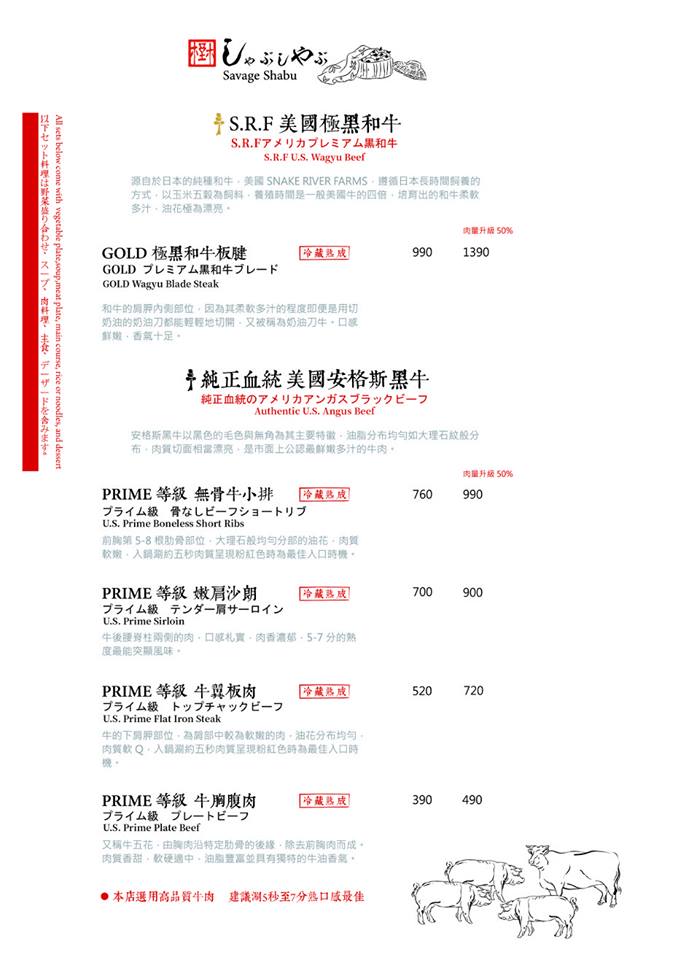 樹 しゃぶしやぶ
Savage Shabu
S.R.F 美國極黑和牛
S.R.Fアメリカプレミアム黒和牛
S.R.F U.S. Wagyu Beef
All sets below come with vegetable plate,soup,meat plate, main course, rice or noodles, and dessert
以下セット料理は野菜盛り合わせ、スープ、肉料理、主食、デザードを含みます。
源自於日本的純種和牛，美國 SNAKE RIVER FARMS，遵循日本長時間飼養的
方式，以玉米五穀為飼料，養殖時間是一般美國牛的四倍，培育出的和牛柔軟
多汁，油花極為漂亮。
肉量升級 50%
GOLD 極黑和牛板腱 冷藏熟成 990 1390
GOLD プレミアム黒和牛ブレード
GOLD Wagyu Blade Steak
和牛的肩胛內側部位，因為其柔軟多汁的程度即便是用切
奶油的奶油刀都能輕輕地切開，又被稱為奶油刀牛。口感
鮮嫩，香氣十足。
純正血統 美國安格斯黑牛
純正血統のアメリカアンガスブラックビーフ
Authentic U.S. Angus Beef
安格斯黑牛以黑色的毛色與無角為其主要特徵，油脂分布均勻如大理石紋般分
布，肉質切面相當漂亮，是市面上公認最鮮嫩多汁的牛肉。
肉量升級 50%
PRIME 等級 無骨牛小排 冷藏熟成 760 990
プライム級 骨なしビーフショートリブ
U.S. Prime Boneless Short Ribs
前胸第 5-8 根肋骨部位，大理石般均勻分部的油花，肉質
軟嫩，入鍋涮約五秒肉質呈現粉紅色時為最佳入口時機。
PRIME 等級 嫩肩沙朗 冷藏熟成 700 900
プライム級 テンダー肩サーロイン
U.S. Prime Sirloin
牛後腰脊柱兩側的肉，口感札實，肉香濃郁，5-7 分的熟
度最能突顯風味。
PRIME 等級 牛翼板肉 冷藏熟成 520 720
プライム級 トップチャックビーフ
U.S. Prime Flat Iron Steak
牛的下肩胛部位，為肩部中較為軟嫩的肉，油花分布均勻，
肉質軟 Q，入鍋涮約五秒肉質呈現粉紅色時為最佳入口時
機。
PRIME 等級 牛胸腹肉 冷藏熟成 390 490
プライム級 プレートビーフ
U.S. Prime Plate Beef
又稱牛五花，由胸肉沿特定肋骨的後緣，除去前胸肉而成。
肉質香甜，軟硬適中，油脂豐富並具有獨特的牛油香氣。
● 本店選用高品質牛肉 建議涮5秒至7分熟口感最佳